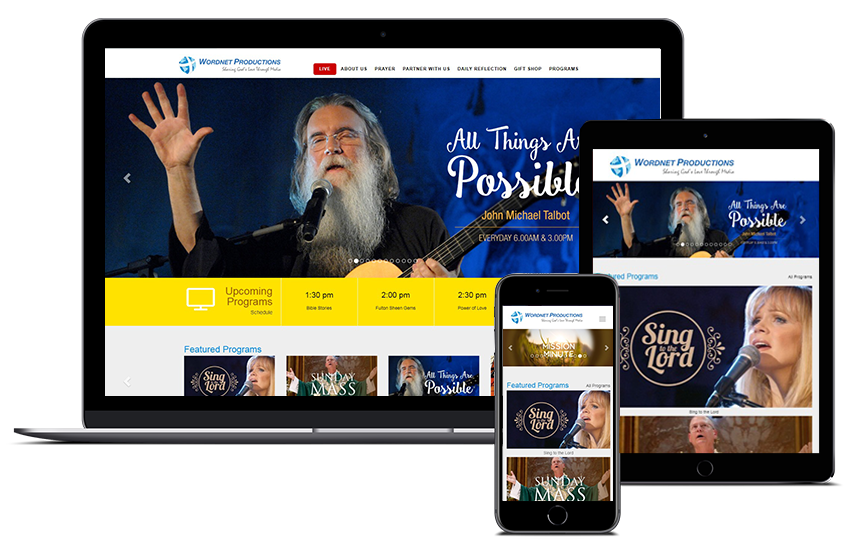 WORDNET PRODUCTIONS
Sharing God's Love Through Media
LIVE ABOUT US PRAYER PARTNER WITH US DAILY REFLECTION GIFT SHOP PROGRAMS
All Things Are
Possible
John Michael Talbot
EVERYDAY 6.00AM & 3.00PM
Upcoming
Programs
Schedule
1:30 pm
Bible Stories
2:00 pm
Fulton Sheen Gems
2:30 pm
Power of Love
Featured Programs
Sing
to the
Lord
SUNDAY
MASS
All Things Are
Possible
WORDNET PRODUCTIONS
Sharing God's Love Through Media
All Things Are
Possible
John Michael Talbot
Featured Programs
All Programs
Sing
to the
Lord
Sing to the Lord
WORDNET PRODUCTIONS
Sharing God's Love Through Media
MISSION
MINUTE
Featured Programs
All Programs
Sing
to the
Lord
Sing to the Lord
SUNDAY
MASS